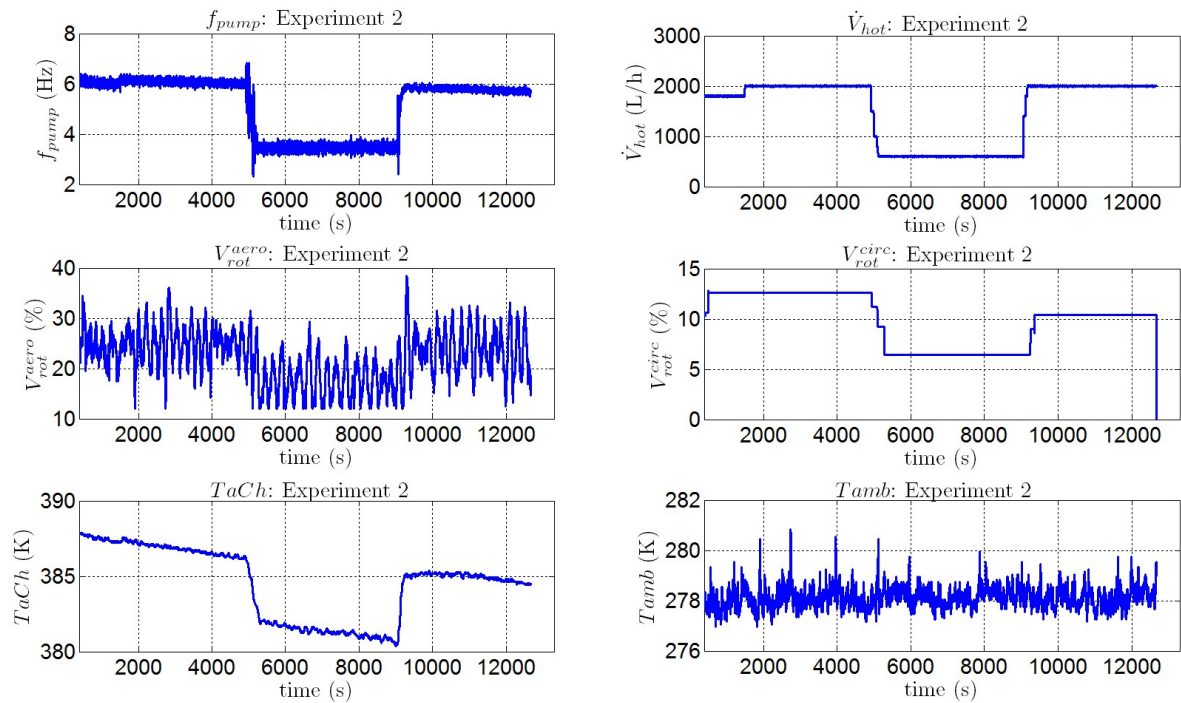 f_pump: Experiment 2
f_pump (Hz)
8
6
4
2
2000 4000 6000 8000 10000 12000
time (s)
V̇_hot: Experiment 2
V̇_hot (L/h)
3000
2000
1000
0
2000 4000 6000 8000 10000 12000
time (s)
V_rot^aero: Experiment 2
V_rot^aero (%)
40
30
20
10
2000 4000 6000 8000 10000 12000
time (s)
V_rot^circ: Experiment 2
V_rot^circ (%)
15
10
5
0
2000 4000 6000 8000 10000 12000
time (s)
TaCh: Experiment 2
TaCh (K)
390
385
380
2000 4000 6000 8000 10000 12000
time (s)
Tamb: Experiment 2
Tamb (K)
282
280
278
276
2000 4000 6000 8000 10000 12000
time (s)